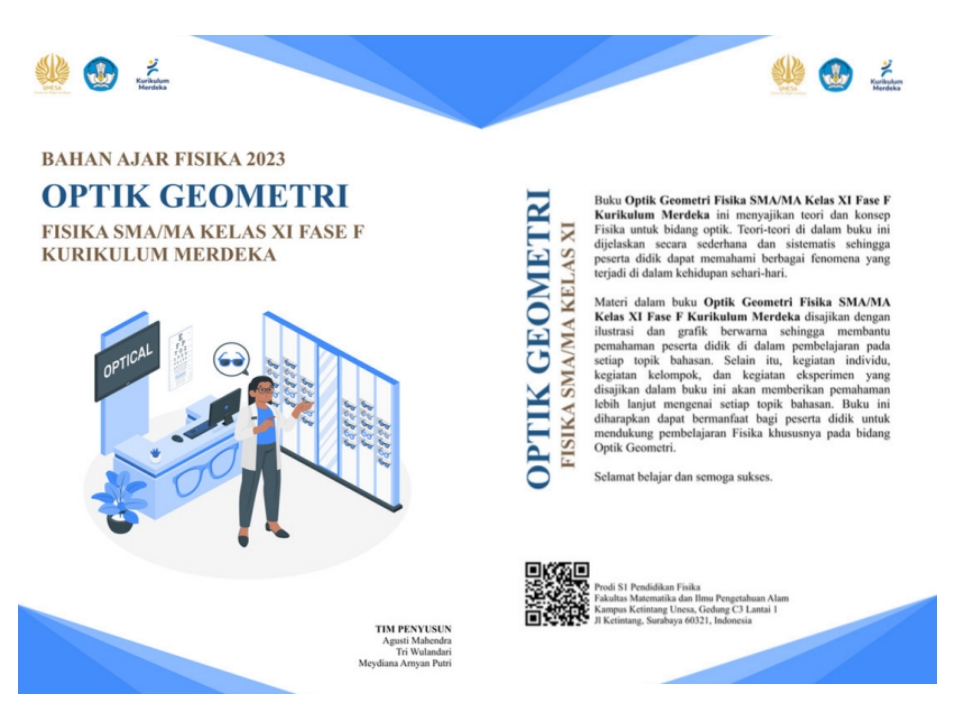 UNESA
Kurikulum
Merdeka
BAHAN AJAR FISIKA 2023
OPTIK GEOMETRI
FISIKA SMA/MA KELAS XI FASE F
KURIKULUM MERDEKA
OPTICAL
TIM PENYUSUN
Agusti Mahendra
Tri Wulandari
Meydiana Arnyan Putri
UNESA
Kurikulum
Merdeka
OPTIK GEOMETRI
FISIKA SMA/MA KELAS XI
Buku Optik Geometri Fisika SMA/MA Kelas XI Fase F
Kurikulum Merdeka ini menyajikan teori dan konsep
Fisika untuk bidang optik. Teori-teori di dalam buku ini
dijelaskan secara sederhana dan sistematis sehingga
peserta didik dapat memahami berbagai fenomena yang
terjadi di dalam kehidupan sehari-hari.
Materi dalam buku Optik Geometri Fisika SMA/MA
Kelas XI Fase F Kurikulum Merdeka disajikan dengan
ilustrasi dan grafik berwarna sehingga membantu
pemahaman peserta didik di dalam pembelajaran pada
setiap topik bahasan. Selain itu, kegiatan individu,
kegiatan kelompok, dan kegiatan eksperimen yang
disajikan dalam buku ini akan memberikan pemahaman
lebih lanjut mengenai setiap topik bahasan. Buku ini
diharapkan dapat bermanfaat bagi peserta didik untuk
mendukung pembelajaran Fisika khususnya pada bidang
Optik Geometri.
Selamat belajar dan semoga sukses.
Prodi S1 Pendidikan Fisika
Fakultas Matematika dan Ilmu Pengetahuan Alam
Kampus Ketintang Unesa, Gedung C3 Lantai 1
Jl Ketintang, Surabaya 60321, Indonesia